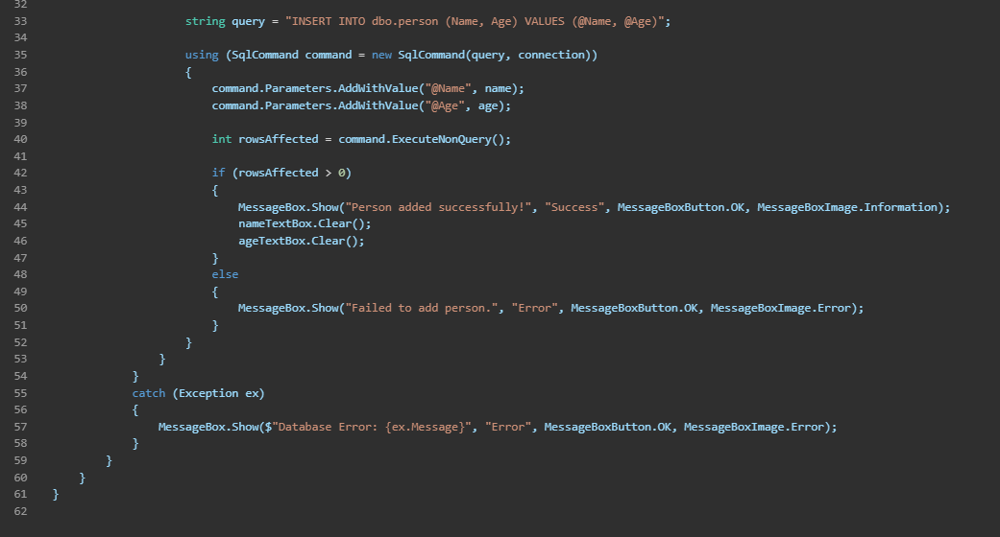 32
33 string query = "INSERT INTO dbo.person (Name, Age) VALUES (@Name, @Age)";
34
35 using (SqlCommand command = new SqlCommand(query, connection))
36 {
37 command.Parameters.AddWithValue("@Name", name);
38 command.Parameters.AddWithValue("@Age", age);
39
40 int rowsAffected = command.ExecuteNonQuery();
41
42 if (rowsAffected > 0)
43 {
44 MessageBox.Show("Person added successfully!", "Success", MessageBoxButton.OK, MessageBoxImage.Information);
45 nameTextBox.Clear();
46 ageTextBox.Clear();
47 }
48 else
49 {
50 MessageBox.Show("Failed to add person.", "Error", MessageBoxButton.OK, MessageBoxImage.Error);
51 }
52 }
53 }
54 }
55 catch (Exception ex)
56 {
57 MessageBox.Show($"Database Error: {ex.Message}", "Error", MessageBoxButton.OK, MessageBoxImage.Error);
58 }
59 }
60 }
61 }
62